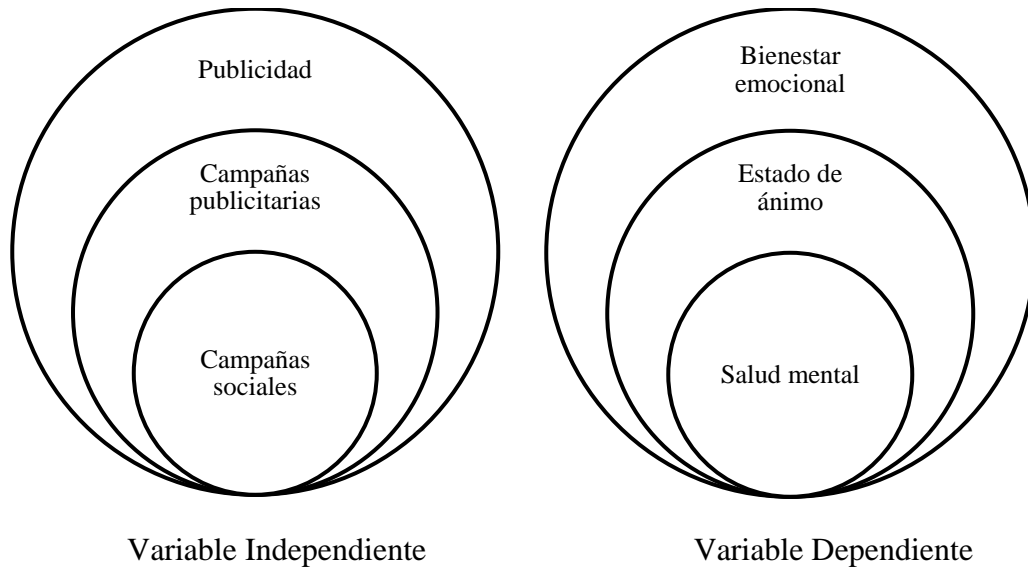 Publicidad
Campañas
publicitarias
Campañas
sociales
Variable Independiente
Bienestar
emocional
Estado de
ánimo
Salud mental
Variable Dependiente